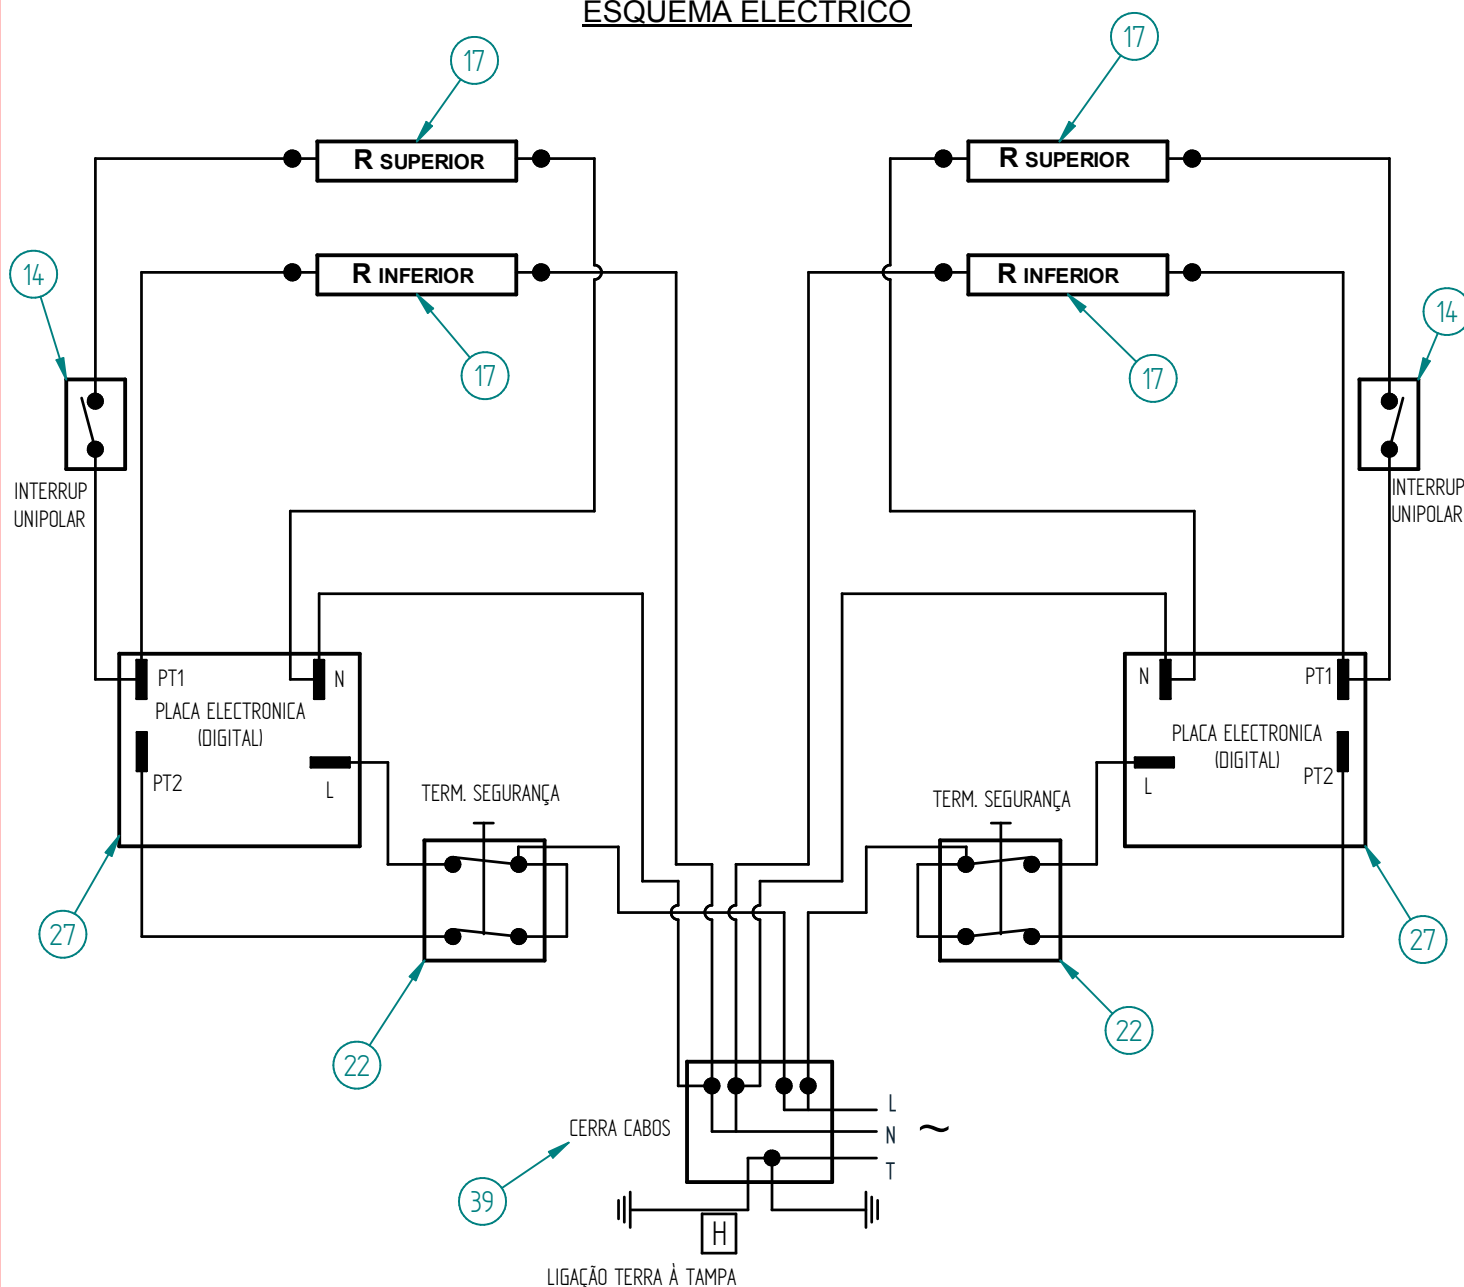 ESQUEMA ELECTRICO
17
17
R SUPERIOR
R SUPERIOR
14
R INFERIOR
R INFERIOR
14
17
17
INTERRUP
UNIPOLAR
INTERRUP
UNIPOLAR
PT1
N
PLACA ELECTRONICA
(DIGITAL)
PT2
L
N
PT1
PLACA ELECTRONICA
(DIGITAL)
L
PT2
TERM. SEGURANÇA
TERM. SEGURANÇA
27
27
22
22
CERRA CABOS
L
N
~
T
39
H
LIGAÇÃO TERRA À TAMPA